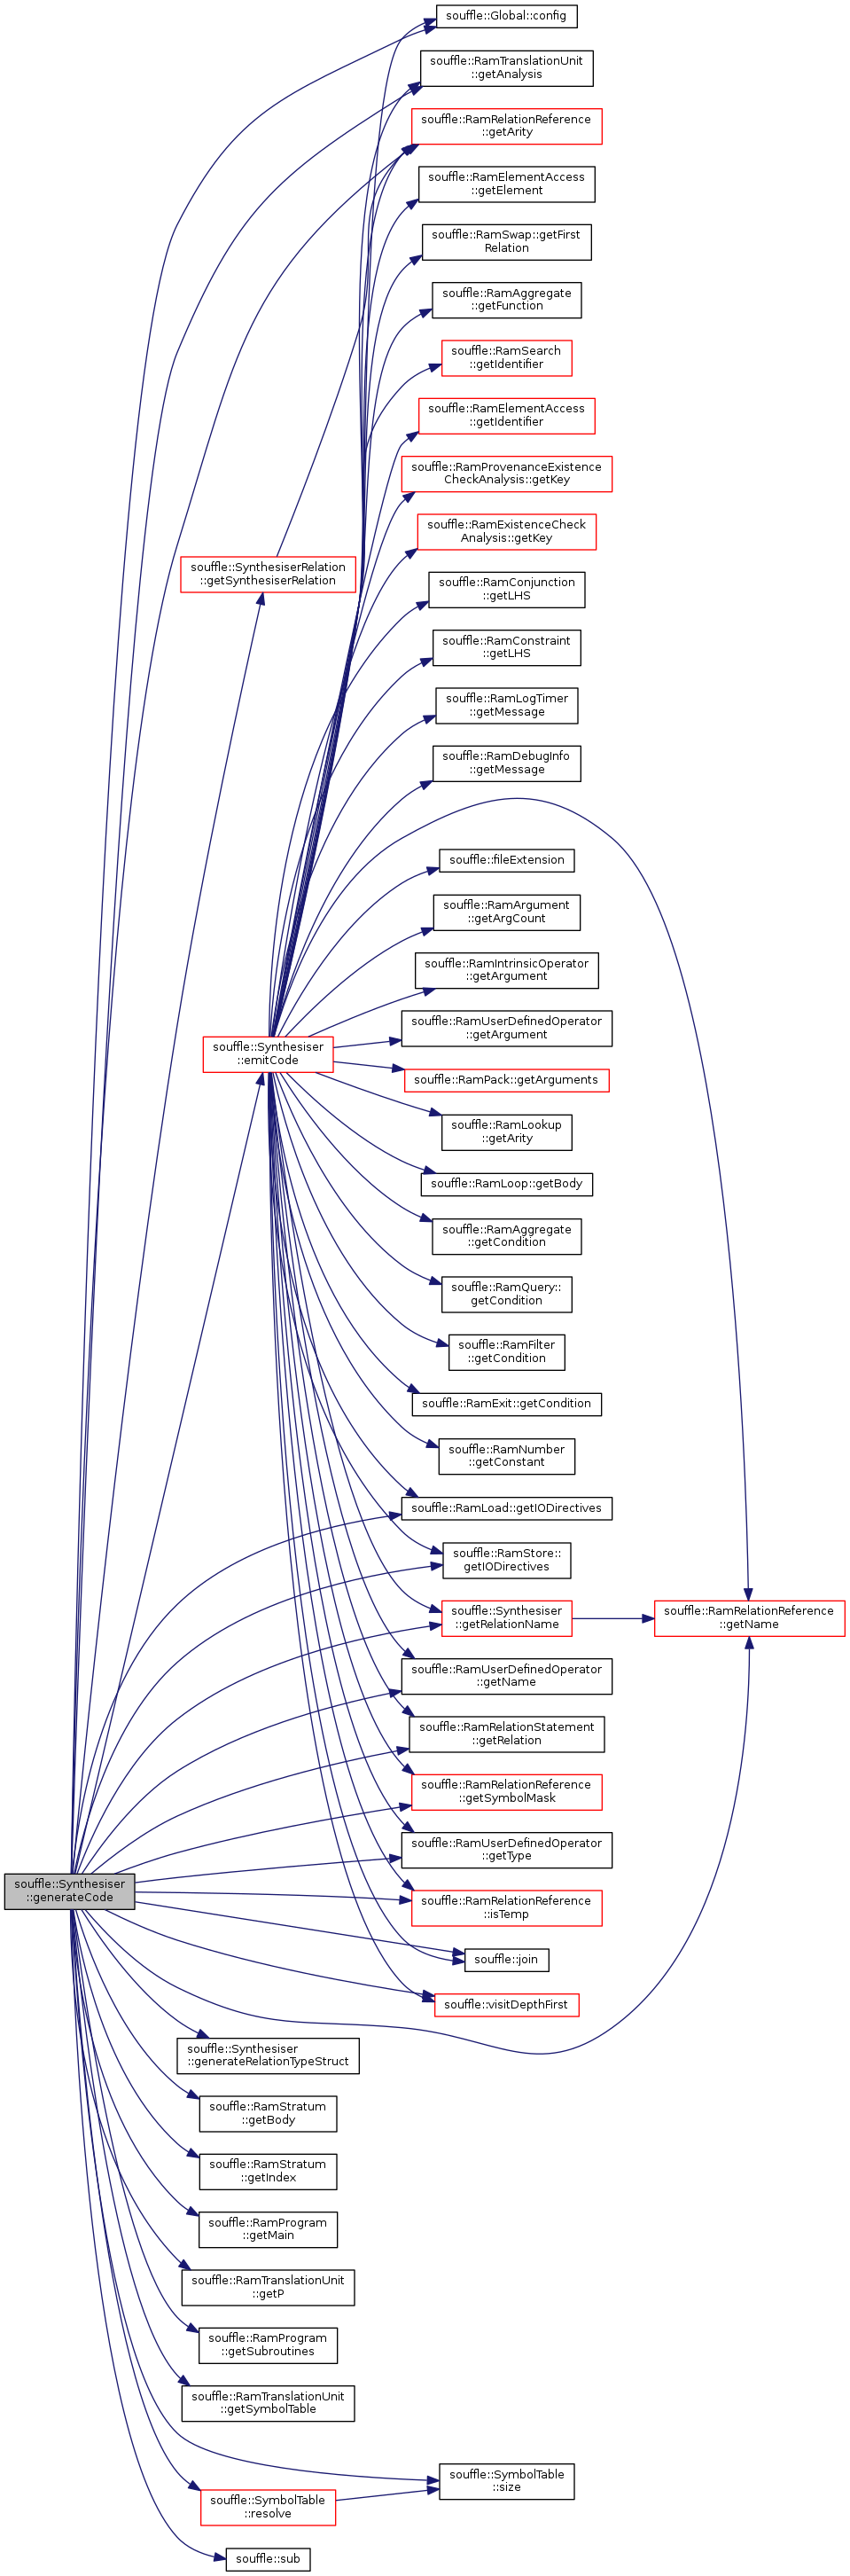 souffle::Global::config
souffle::RamTranslationUnit
::getAnalysis
souffle::RamRelationReference
::getArity
souffle::RamElementAccess
::getElement
souffle::RamSwap::getFirst
Relation
souffle::RamAggregate
::getFunction
souffle::RamSearch
::getIdentifier
souffle::RamElementAccess
::getIdentifier
souffle::RamProvenanceExistence
CheckAnalysis::getKey
souffle::RamExistenceCheck
Analysis::getKey
souffle::SynthesiserRelation
::getSynthesiserRelation
souffle::RamConjunction
::getLHS
souffle::RamConstraint
::getLHS
souffle::RamLogTimer
::getMessage
souffle::RamDebugInfo
::getMessage
souffle::fileExtension
souffle::RamArgument
::getArgCount
souffle::RamIntrinsicOperator
::getArgument
souffle::RamUserDefinedOperator
::getArgument
souffle::Synthesiser
::emitCode
souffle::RamPack::getArguments
souffle::RamLookup
::getArity
souffle::RamLoop::getBody
souffle::RamAggregate
::getCondition
souffle::RamQuery::
getCondition
souffle::RamFilter
::getCondition
souffle::RamExit::getCondition
souffle::RamNumber
::getConstant
souffle::RamLoad::getIODirectives
souffle::RamStore::
getIODirectives
souffle::Synthesiser
::getRelationName
souffle::RamRelationReference
::getName
souffle::RamUserDefinedOperator
::getName
souffle::RamRelationStatement
::getRelation
souffle::RamRelationReference
::getSymbolMask
souffle::RamUserDefinedOperator
::getType
souffle::Synthesiser
::generateCode
souffle::RamRelationReference
::isTemp
souffle::join
souffle::visitDepthFirst
souffle::Synthesiser
::generateRelationTypeStruct
souffle::RamStratum
::getBody
souffle::RamStratum
::getIndex
souffle::RamProgram
::getMain
souffle::RamTranslationUnit
::getP
souffle::RamProgram
::getSubroutines
souffle::RamTranslationUnit
::getSymbolTable
souffle::SymbolTable
::size
souffle::SymbolTable
::resolve
souffle::sub